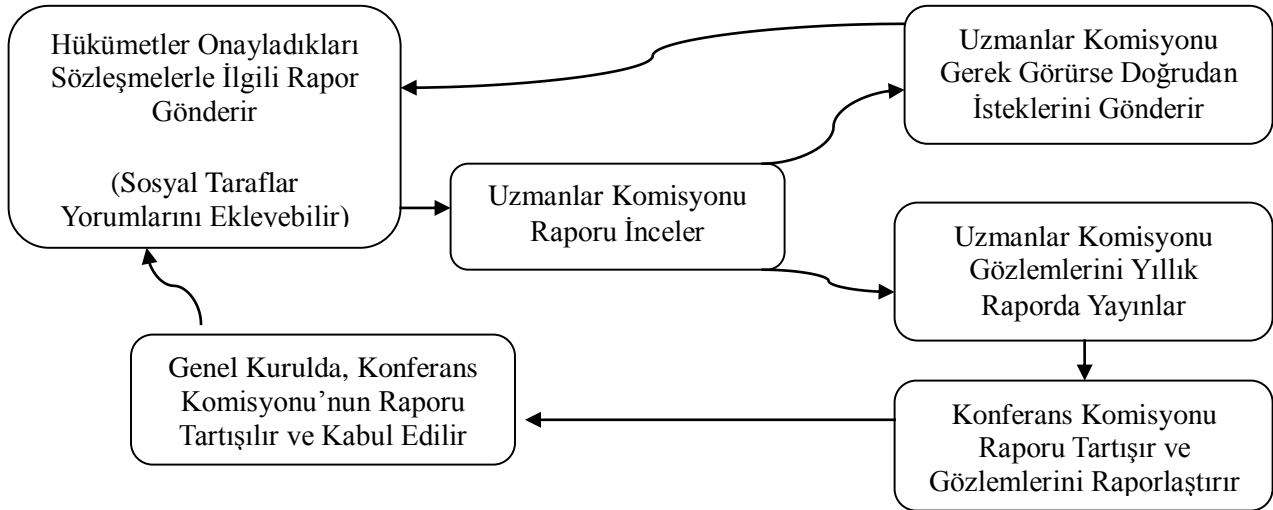 Hükümetler Onayladıkları
Sözleşmelerle İlgili Rapor
Gönderir
(Sosyal Taraflar
Yorumlarını Eklevebilir)
Uzmanlar Komisyonu
Raporu İnceler
Uzmanlar Komisyonu
Gerek Görürse Doğrudan
İsteklerini Gönderir
Uzmanlar Komisyonu
Gözlemlerini Yıllık
Raporda Yayınlar
Konferans Komisyonu
Raporu Tartışır ve
Gözlemlerini Raporlaştırır
Genel Kurulda, Konferans
Komisyonu’nun Raporu
Tartışılır ve Kabul Edilir